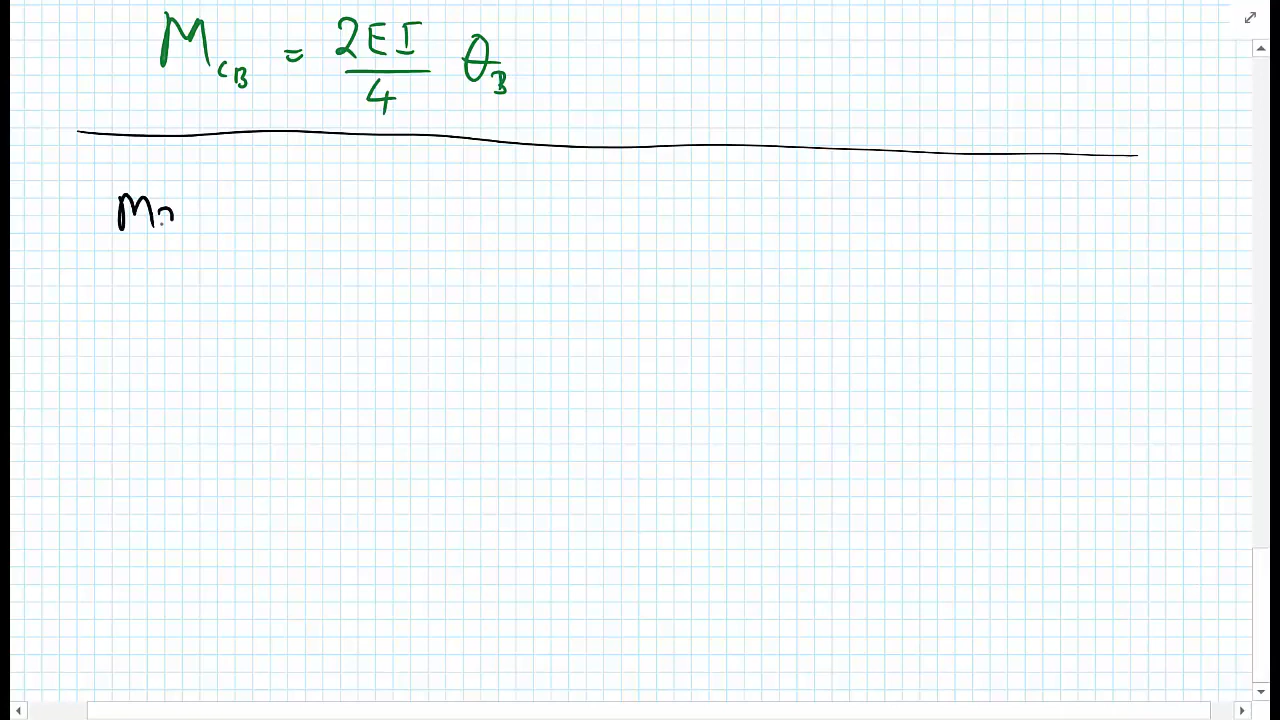 M_CB = 2EI/4 θ_B